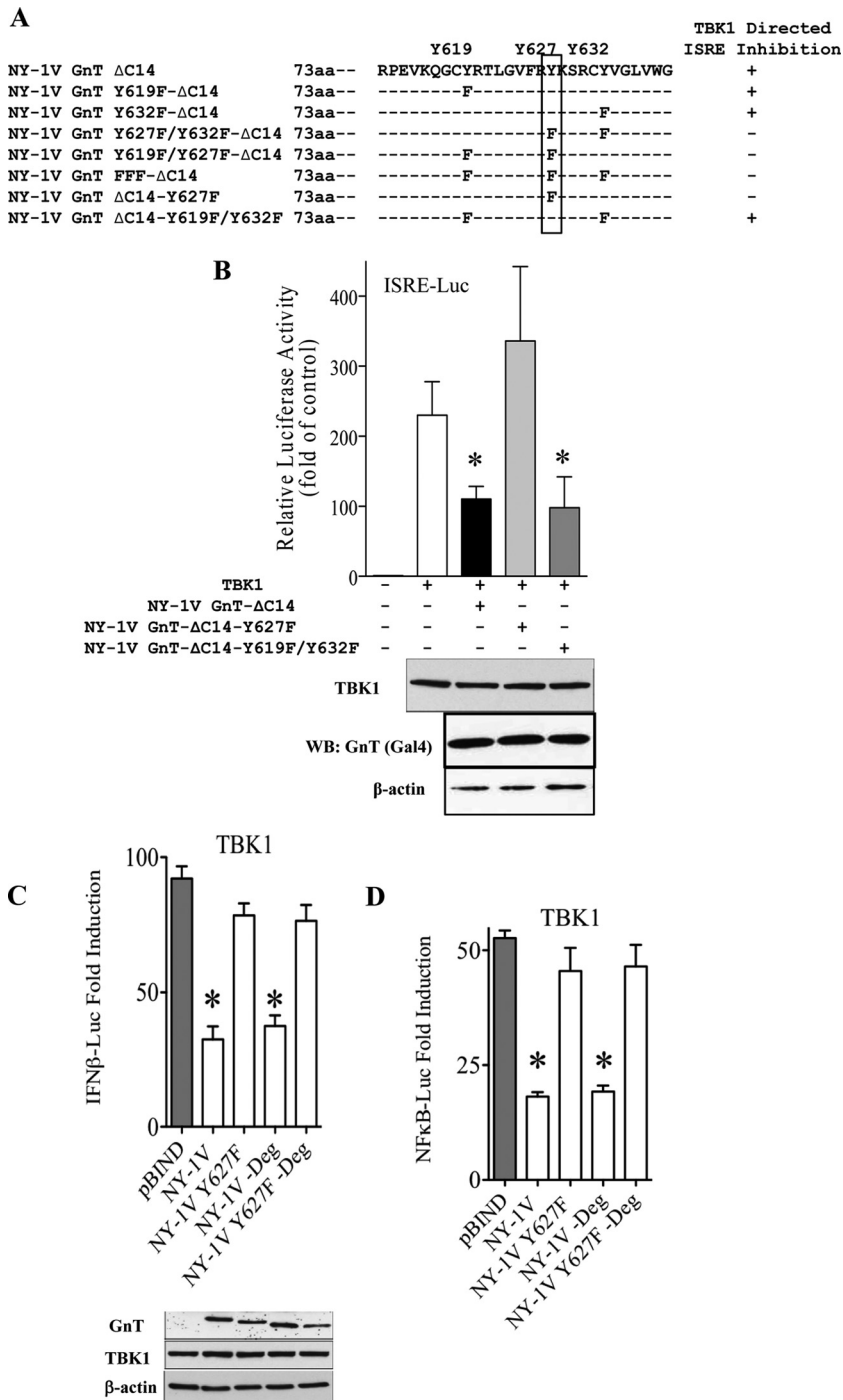 A
TBK1 Directed
Y619 Y627 Y632 ISRE Inhibition
NY-1V GnT ΔC14 73aa-- RPEVKQGCYRTLGVFRYKSRCYVGLVWG +
NY-1V GnT Y619F-ΔC14 73aa-- --------F------------------- +
NY-1V GnT Y632F-ΔC14 73aa-- ---------------------F------ +
NY-1V GnT Y627F/Y632F-ΔC14 73aa-- ----------------F----F------ -
NY-1V GnT Y619F/Y627F-ΔC14 73aa-- --------F-------F----------- -
NY-1V GnT FFF-ΔC14 73aa-- --------F-------F----F------ -
NY-1V GnT ΔC14-Y627F 73aa-- ----------------F----------- -
NY-1V GnT ΔC14-Y619F/Y632F 73aa-- --------F------------F------ +
B
ISRE-Luc
Relative Luciferase Activity
(fold of control)
400
300
200
100
0
* *
TBK1 - + + + +
NY-1V GnT-ΔC14 - - + - -
NY-1V GnT-ΔC14-Y627F - - - + -
NY-1V GnT-ΔC14-Y619F/Y632F - - - - +
TBK1
WB: GnT (Gal4)
β-actin
C
TBK1
IFNβ-Luc Fold Induction
100
50
0
* *
pBIND
NY-1V
NY-1V Y627F
NY-1V -Deg
NY-1V Y627F -Deg
GnT
TBK1
β-actin
D
TBK1
NFκB-Luc Fold Induction
50
25
0
* *
pBIND
NY-1V
NY-1V Y627F
NY-1V -Deg
NY-1V Y627F -Deg